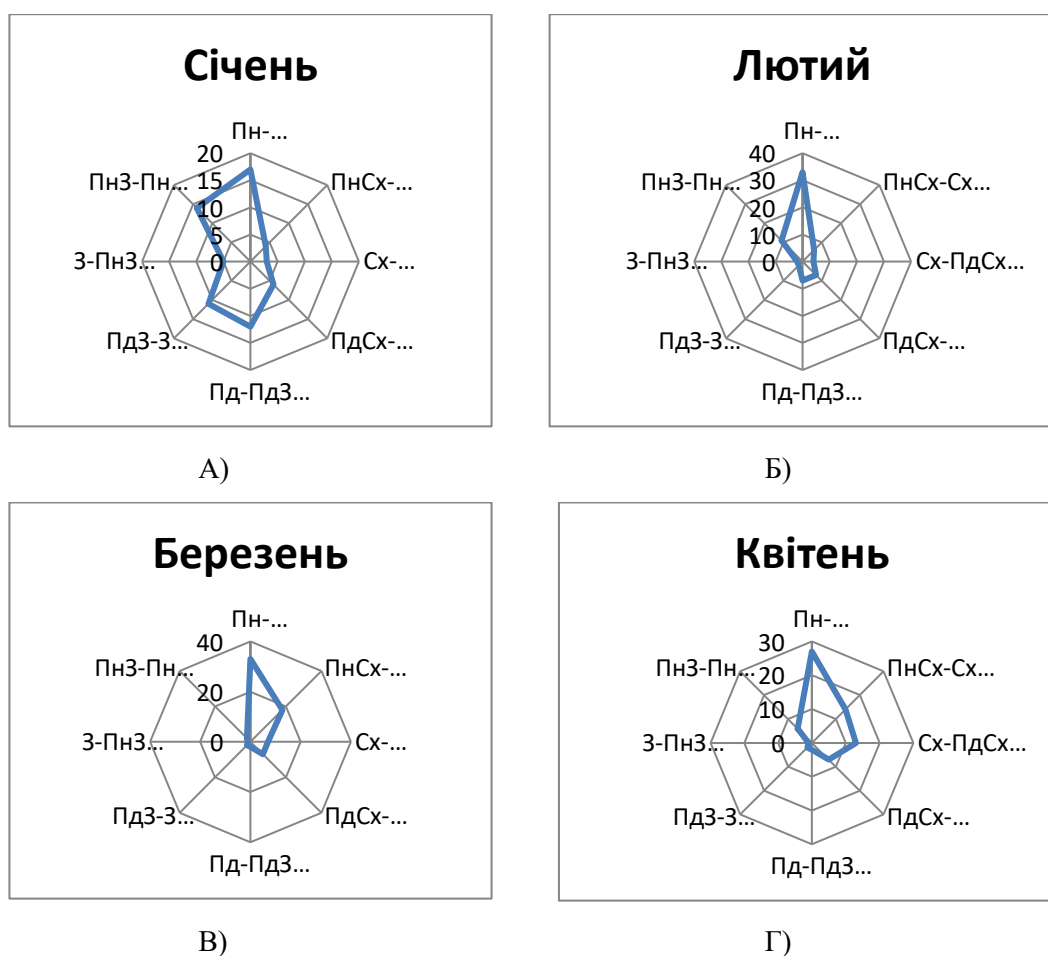 Січень
Пн-...
20
ПнЗ-Пн...
15
ПнСх-...
10
5
З-ПнЗ...
0
Сх-...
ПдЗ-З...
ПдСх-...
Пд-ПдЗ...
А)
Лютий
Пн-...
40
ПнЗ-Пн...
30
ПнСх-Сх...
20
10
З-ПнЗ...
0
Сх-ПдСх...
ПдЗ-З...
ПдСх-...
Пд-ПдЗ...
Б)
Березень
Пн-...
40
ПнЗ-Пн...
ПнСх-...
20
З-ПнЗ...
0
Сх-...
ПдЗ-З...
ПдСх-...
Пд-ПдЗ...
В)
Квітень
Пн-...
30
ПнЗ-Пн...
ПнСх-Сх...
20
10
З-ПнЗ...
0
Сх-ПдСх...
ПдЗ-З...
ПдСх-...
Пд-ПдЗ...
Г)